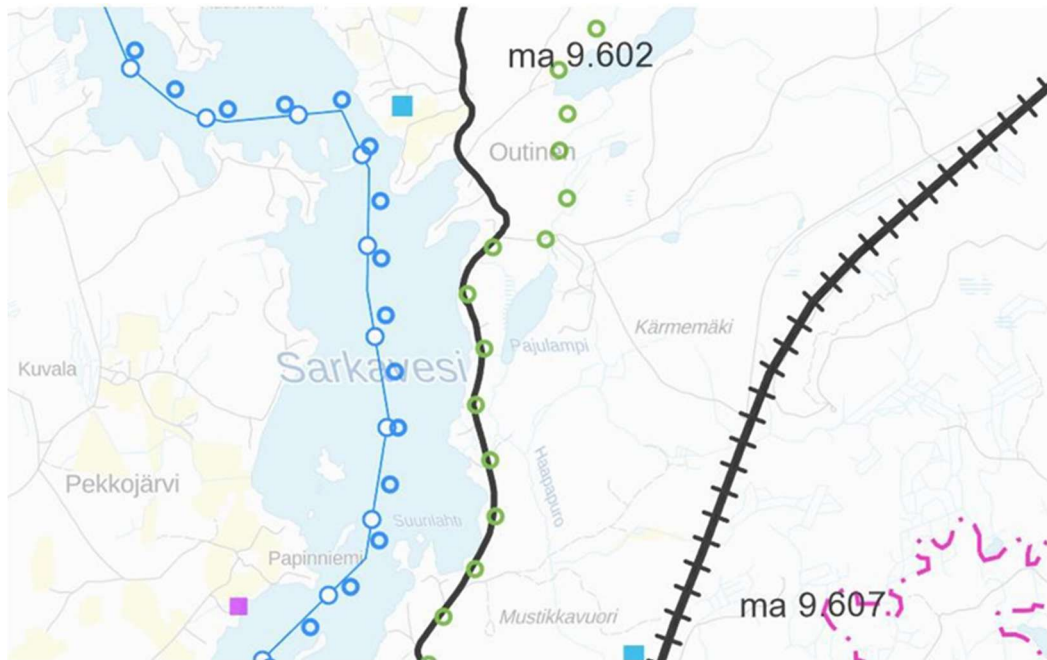 ma 9.602
Outinen
Kärmemäki
Pajulampi
Sarkavesi
Kuvala
Haapapuro
Pekkojärvi
Suurilahti
Papinniemi
ma 9.607
Mustikkavuori